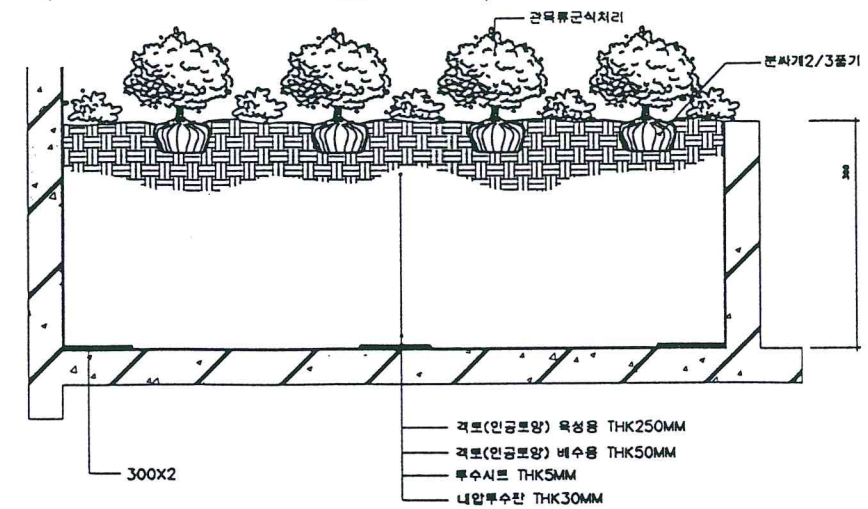 관목류군식처리
분싸개2/3풀기
300
격토(인공토양) 육성용 THK250MM
격토(인공토양) 배수용 THK50MM
투수시트 THK5MM
300X2
내압투수판 THK30MM